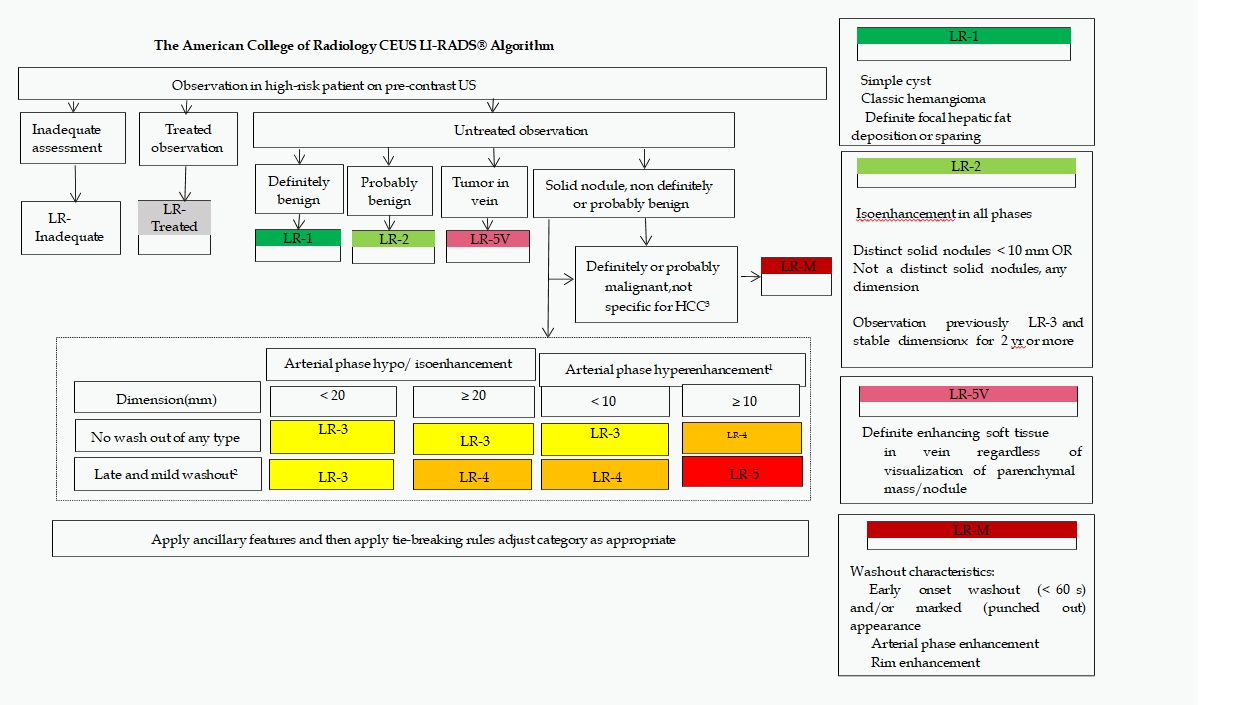 The American College of Radiology CEUS LI-RADS® Algorithm
Observation in high-risk patient on pre-contrast US
Inadequate
assessment
Treated
observation
Untreated observation
Definitely
benign
Probably
benign
Tumor in
vein
Solid nodule, non definitely
or probably benign
LR-
Inadequate
LR-
Treated
LR-1
LR-2
LR-5V
Definitely or probably
malignant,not
specific for HCC³
LR-M
Arterial phase hypo/ isoenhancement
Arterial phase hyperenhancement¹
Dimension(mm)
< 20
≥ 20
< 10
≥ 10
No wash out of any type
LR-3
LR-3
LR-3
LR-4
Late and mild washout²
LR-3
LR-4
LR-4
LR-5
Apply ancillary features and then apply tie-breaking rules adjust category as appropriate
LR-1
Simple cyst
Classic hemangioma
Definite focal hepatic fat
deposition or sparing
LR-2
Isoenhancement in all phases
Distinct solid nodules < 10 mm OR
Not a distinct solid nodules, any
dimension
Observation previously LR-3 and
stable dimensionx for 2 yr or more
LR-5V
Definite enhancing soft tissue
in vein regardless of
visualization of parenchymal
mass/nodule
LR-M
Washout characteristics:
Early onset washout (< 60 s)
and/or marked (punched out)
appearance
Arterial phase enhancement
Rim enhancement